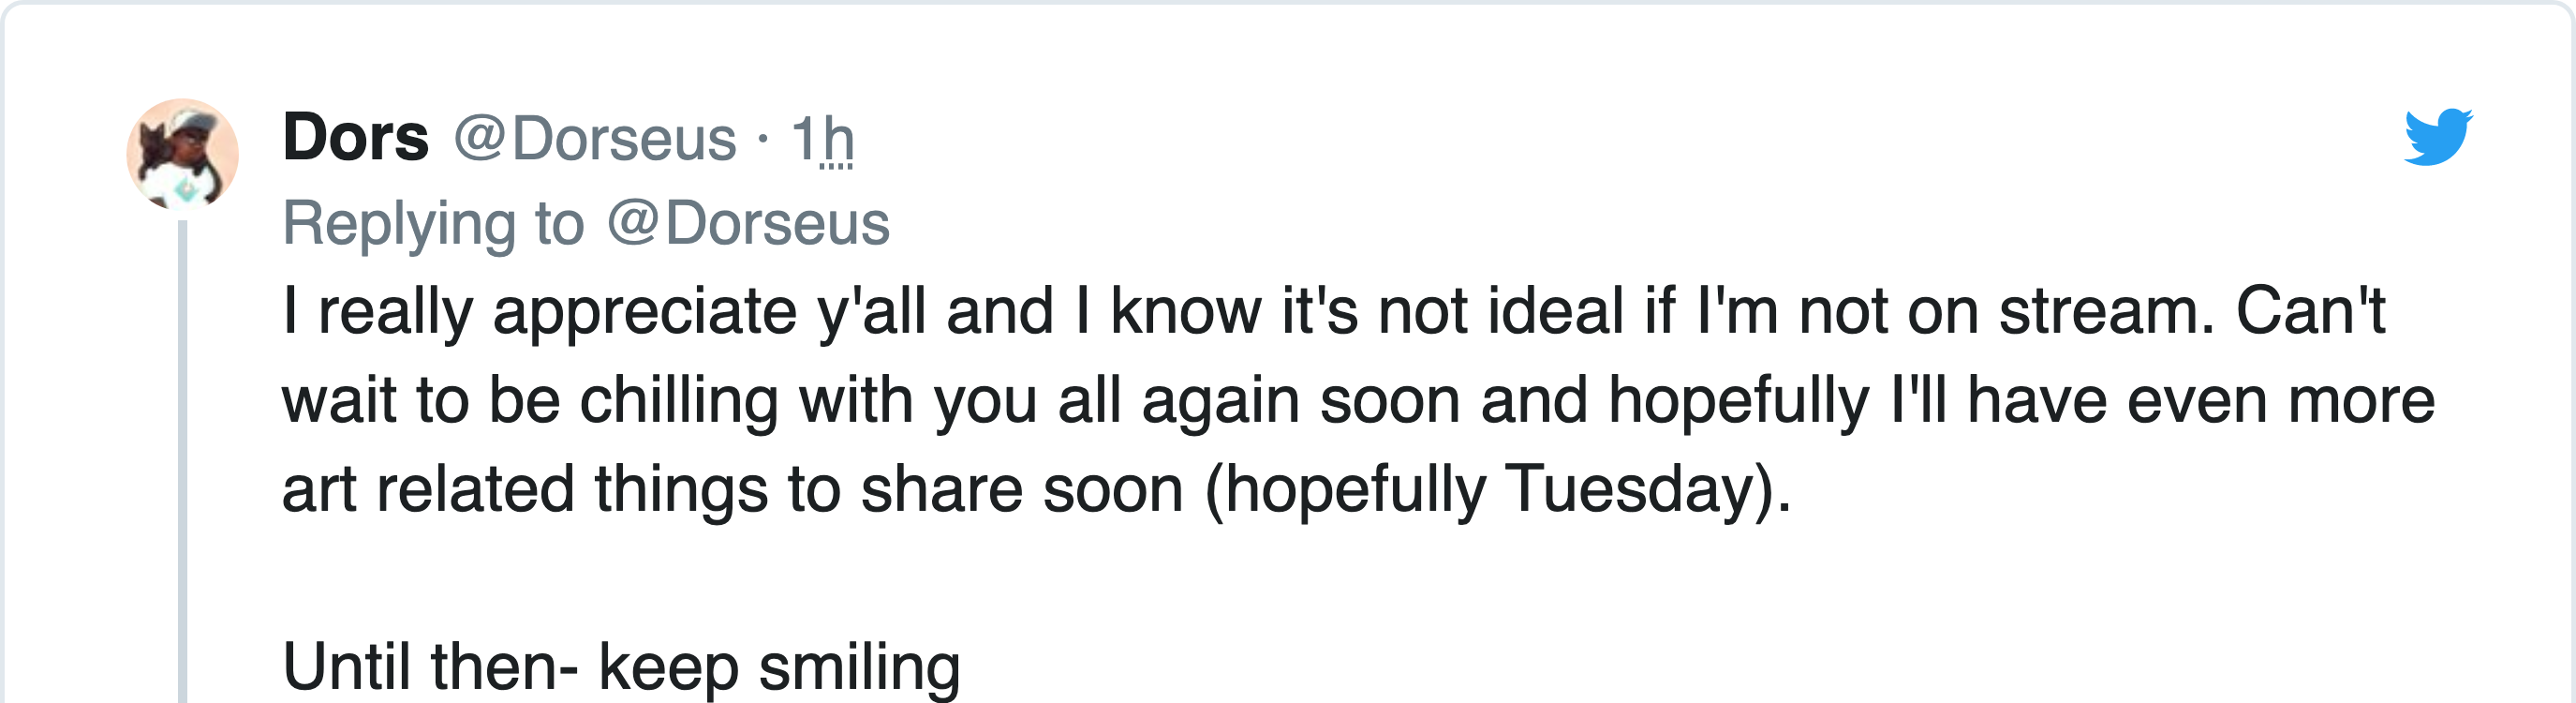 Dors @Dorseus · 1h
Replying to @Dorseus
I really appreciate y'all and I know it's not ideal if I'm not on stream. Can't
wait to be chilling with you all again soon and hopefully I'll have even more
art related things to share soon (hopefully Tuesday).
Until then- keep smiling